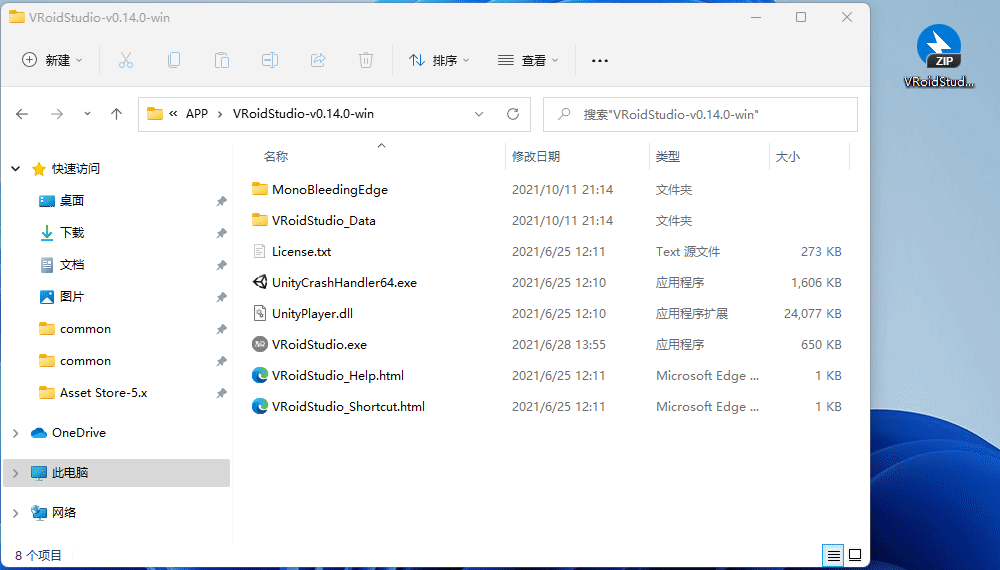 VRoidStudio-v0.14.0-win
新建
排序
查看
« APP › VRoidStudio-v0.14.0-win
搜索"VRoidStudio-v0.14.0-win"
快速访问
桌面
下载
文档
图片
common
common
Asset Store-5.x
OneDrive
此电脑
网络
名称 修改日期 类型 大小
MonoBleedingEdge 2021/10/11 21:14 文件夹
VRoidStudio_Data 2021/10/11 21:14 文件夹
License.txt 2021/6/25 12:11 Text 源文件 273 KB
UnityCrashHandler64.exe 2021/6/25 12:10 应用程序 1,606 KB
UnityPlayer.dll 2021/6/25 12:10 应用程序扩展 24,077 KB
VRoidStudio.exe 2021/6/28 13:55 应用程序 650 KB
VRoidStudio_Help.html 2021/6/25 12:11 Microsoft Edge ... 1 KB
VRoidStudio_Shortcut.html 2021/6/25 12:11 Microsoft Edge ... 1 KB
8 个项目
ZIP
VRoidStud...